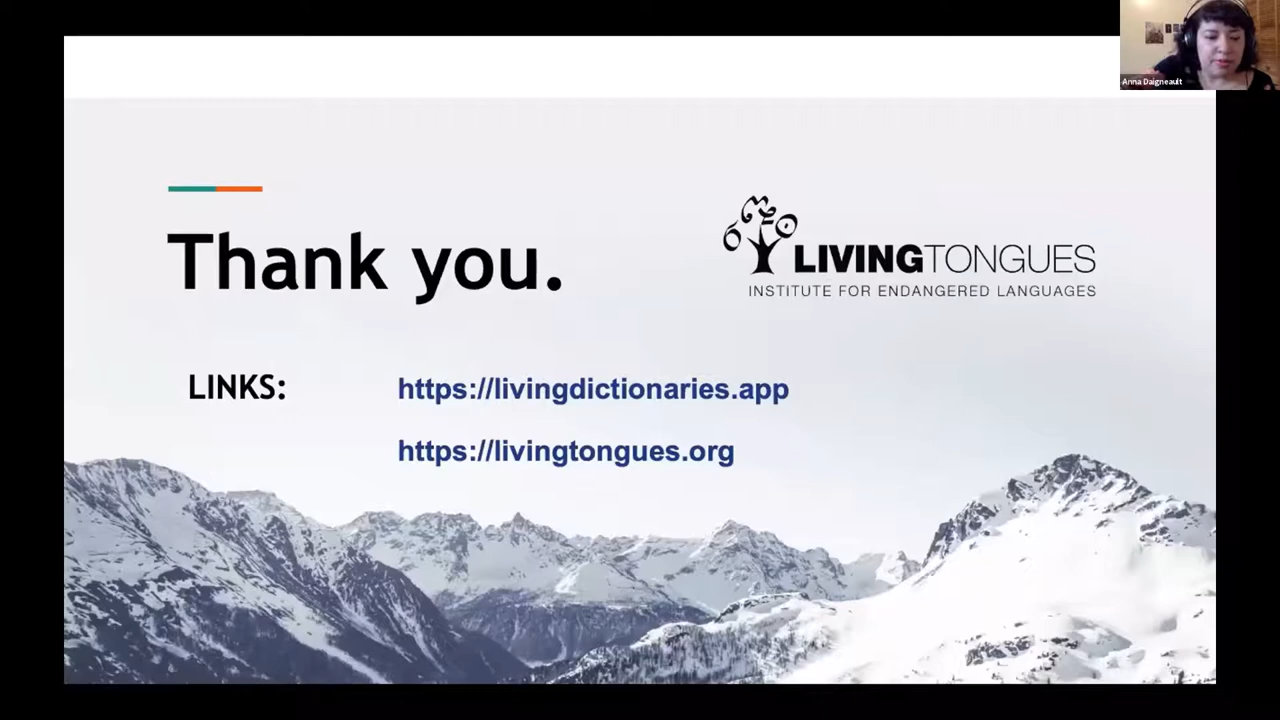 Anna Daigneault
Thank you.
LIVINGTONGUES
INSTITUTE FOR ENDANGERED LANGUAGES
LINKS:
https://livingdictionaries.app
https://livingtongues.org